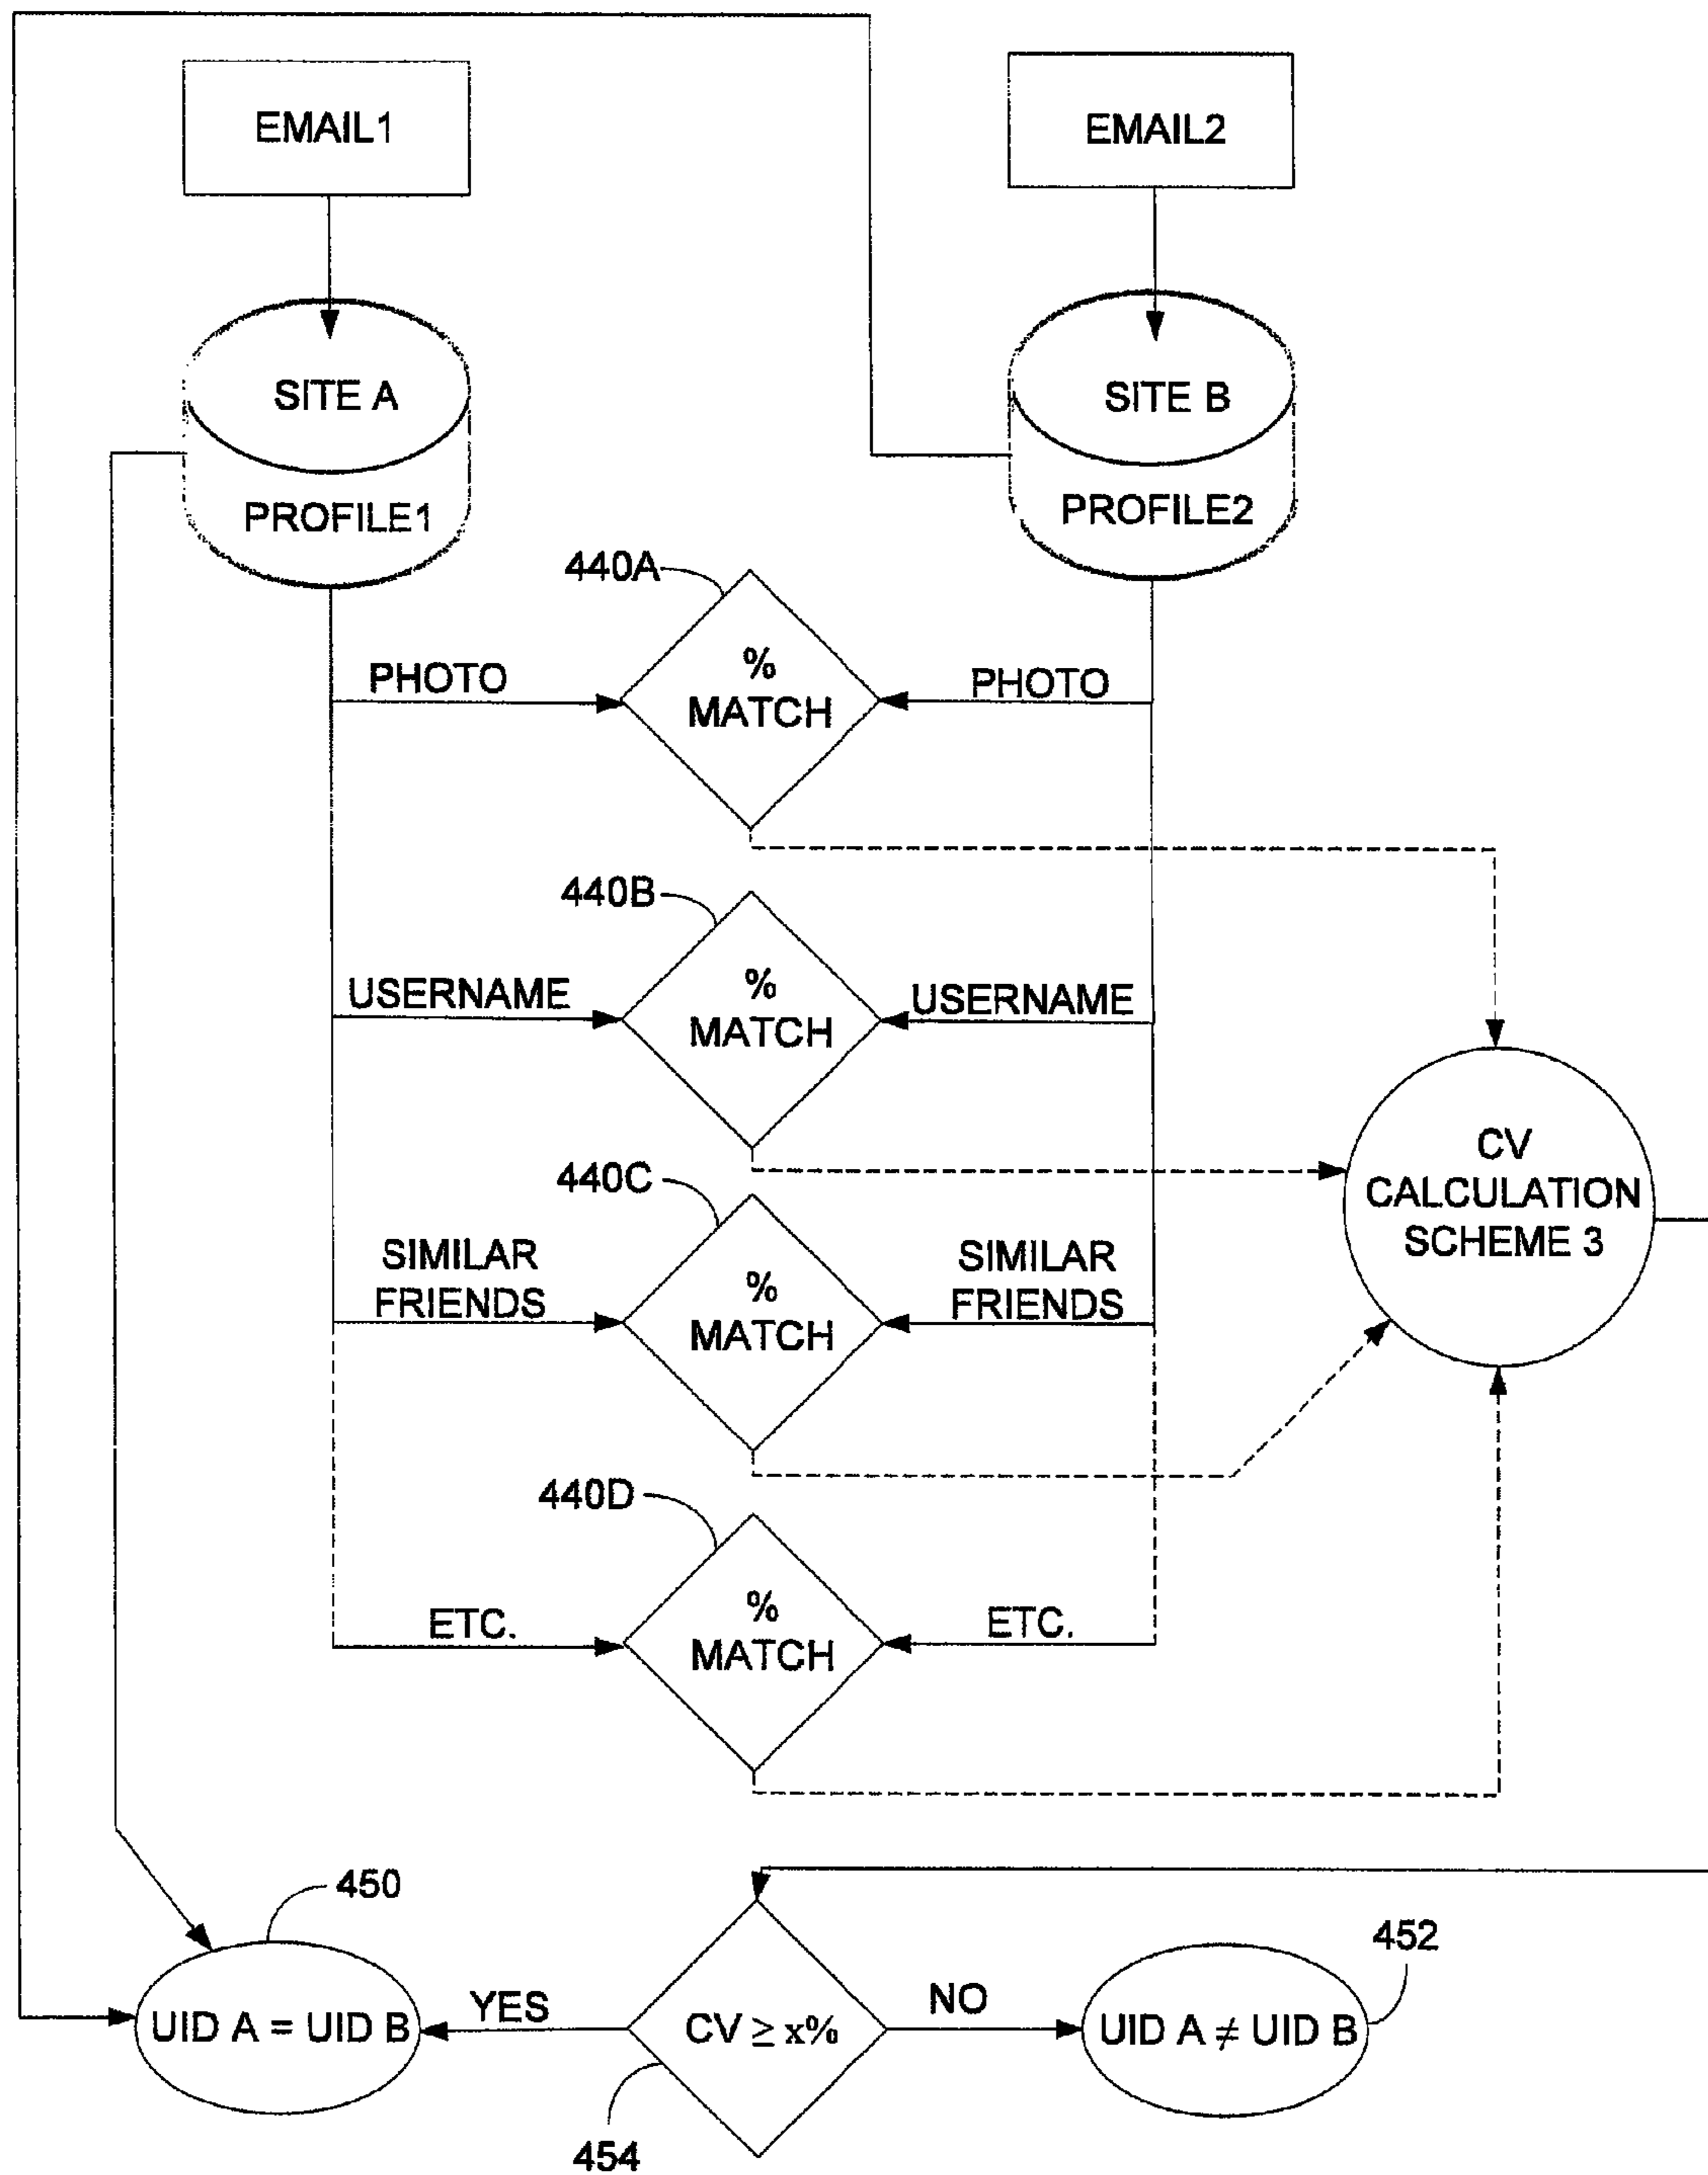 EMAIL1
EMAIL2
SITE A
SITE B
PROFILE1
PROFILE2
440A
PHOTO
%
MATCH
PHOTO
440B
USERNAME
%
MATCH
USERNAME
CV
CALCULATION
SCHEME 3
440C
SIMILAR
FRIENDS
%
MATCH
SIMILAR
FRIENDS
440D
ETC.
%
MATCH
ETC.
450
452
UID A = UID B
YES
CV ≥ x%
NO
UID A ≠ UID B
454